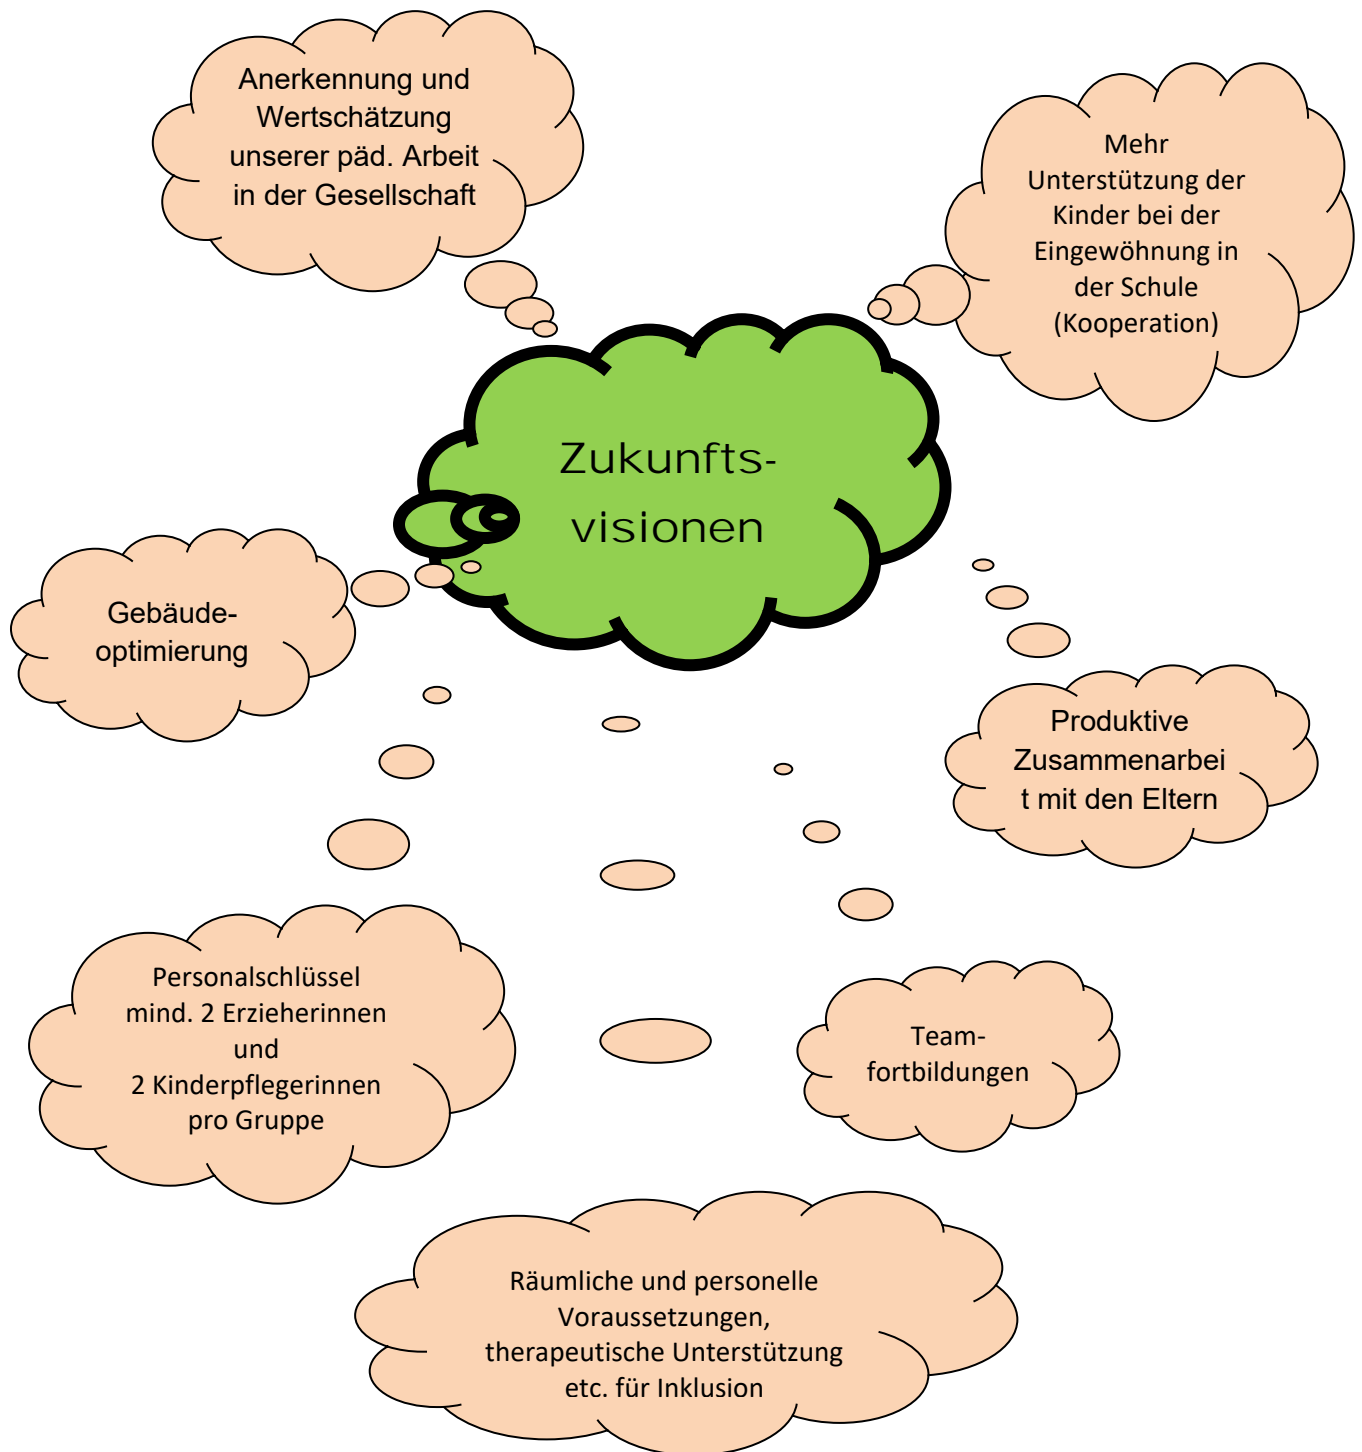 Anerkennung und
Wertschätzung
unserer päd. Arbeit
in der Gesellschaft
Mehr
Unterstützung der
Kinder bei der
Eingewöhnung in
der Schule
(Kooperation)
Zukunfts-
visionen
Gebäude-
optimierung
Produktive
Zusammenarbei
t mit den Eltern
Personalschlüssel
mind. 2 Erzieherinnen
und
2 Kinderpflegerinnen
pro Gruppe
Team-
fortbildungen
Räumliche und personelle
Voraussetzungen,
therapeutische Unterstützung
etc. für Inklusion